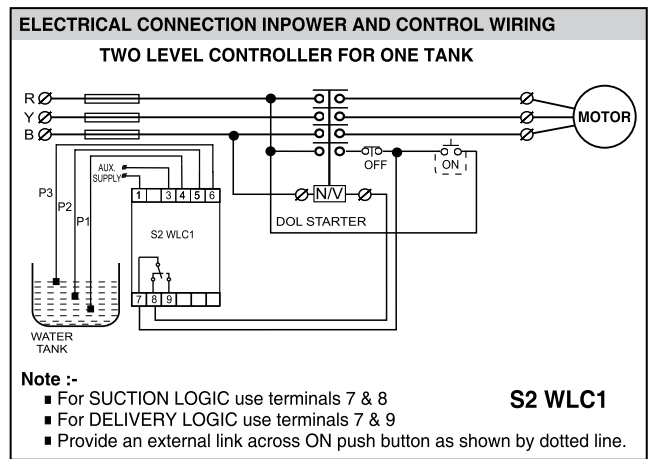 ELECTRICAL CONNECTION INPOWER AND CONTROL WIRING
TWO LEVEL CONTROLLER FOR ONE TANK
R
Y
B
MOTOR
OFF
ON
AUX.
SUPPLY
P3
P2
P1
1 3 4 5 6
N/V
DOL STARTER
S2 WLC1
7 8 9
WATER
TANK
Note :-
■ For SUCTION LOGIC use terminals 7 & 8
S2 WLC1
■ For DELIVERY LOGIC use terminals 7 & 9
■ Provide an external link across ON push button as shown by dotted line.